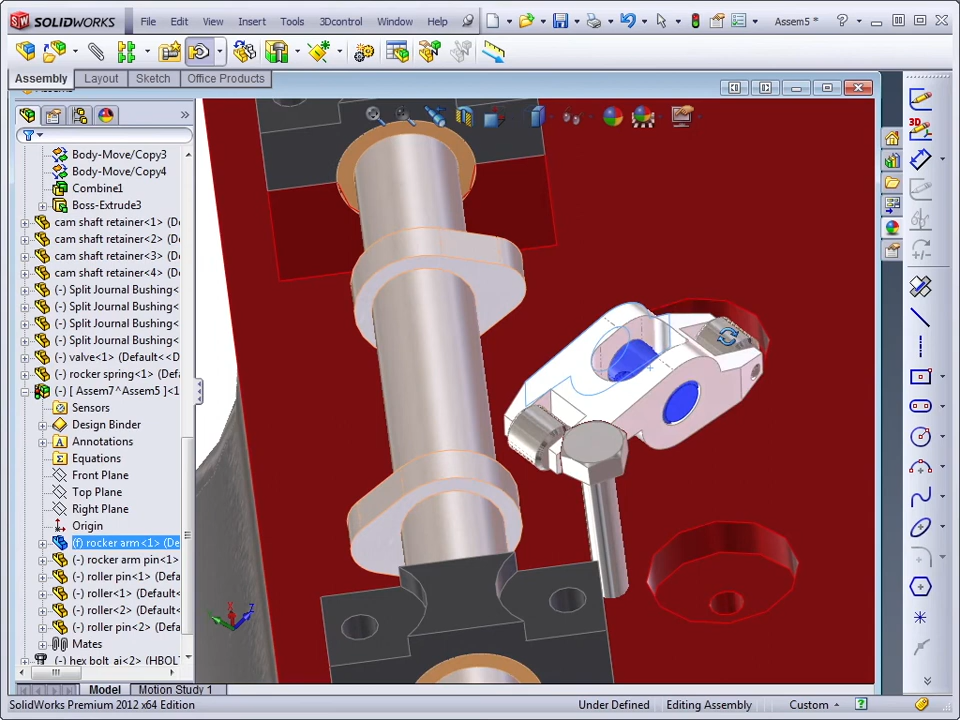 SOLIDWORKS File Edit View Insert Tools 3Dcontrol Window Help Assem5 *
Assembly Layout Sketch Office Products
Body-Move/Copy3
Body-Move/Copy4
Combine1
Boss-Extrude3
cam shaft retainer<1> (De
cam shaft retainer<2> (De
cam shaft retainer<3> (De
cam shaft retainer<4> (De
(-) Split Journal Bushing<
(-) Split Journal Bushing<
(-) Split Journal Bushing<
(-) Split Journal Bushing<
(-) valve<1> (Default<<D
(-) rocker spring<1> (Def
(-) [ Assem7^Assem5 ]<1
Sensors
Design Binder
Annotations
Equations
Front Plane
Top Plane
Right Plane
Origin
(f) rocker arm<1> (De
(-) rocker arm pin<1>
(-) roller pin<1> (Defa
(-) roller<1> (Default<
(-) roller<2> (Default<
(-) roller pin<2> (Defa
Mates
(-) hex bolt_ai<2> (HBOL
3D
X
Y
Z
Model Motion Study 1
SolidWorks Premium 2012 x64 Edition Under Defined Editing Assembly Custom